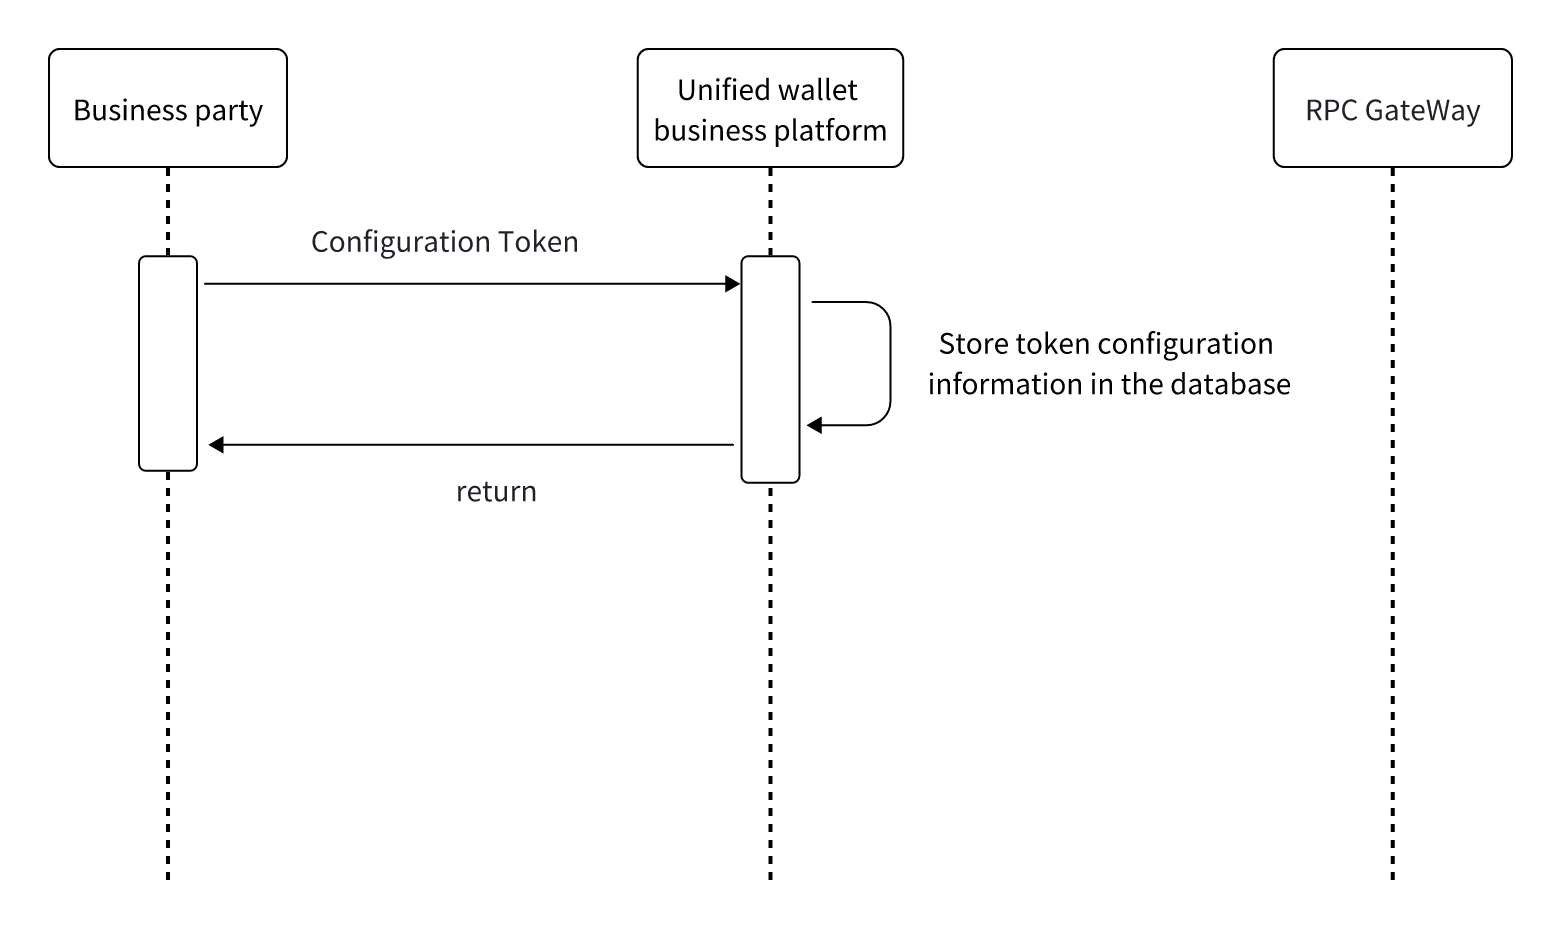 Business party
Unified wallet
business platform
RPC GateWay
Configuration Token
Store token configuration
information in the database
return